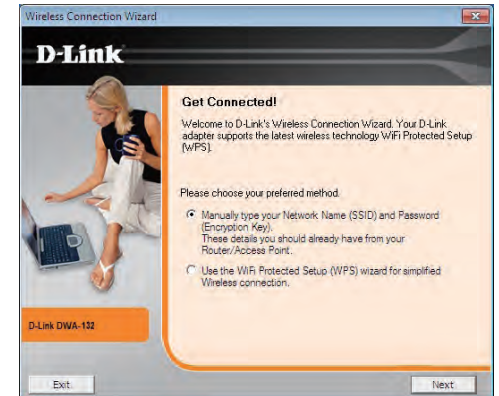 Wireless Connection Wizard
D-Link
Get Connected!
Welcome to D-Link's Wireless Connection Wizard. Your D-Link
adapter supports the latest wireless technology WiFi Protected Setup
(WPS).
Please choose your preferred method.
Manually type your Network Name (SSID) and Password
(Encryption Key).
These details you should already have from your
Router/Access Point.
Use the WiFi Protected Setup (WPS) wizard for simplified
Wireless connection.
D-Link DWA-132
Exit
Next